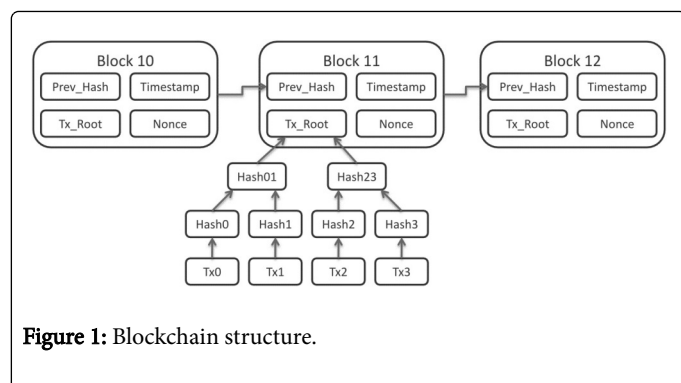 Block 10 Block 11 Block 12
Prev_Hash Timestamp Prev_Hash Timestamp Prev_Hash Timestamp
Tx_Root Nonce Tx_Root Nonce Tx_Root Nonce
Hash01 Hash23
Hash0 Hash1 Hash2 Hash3
Tx0 Tx1 Tx2 Tx3
Figure 1: Blockchain structure.